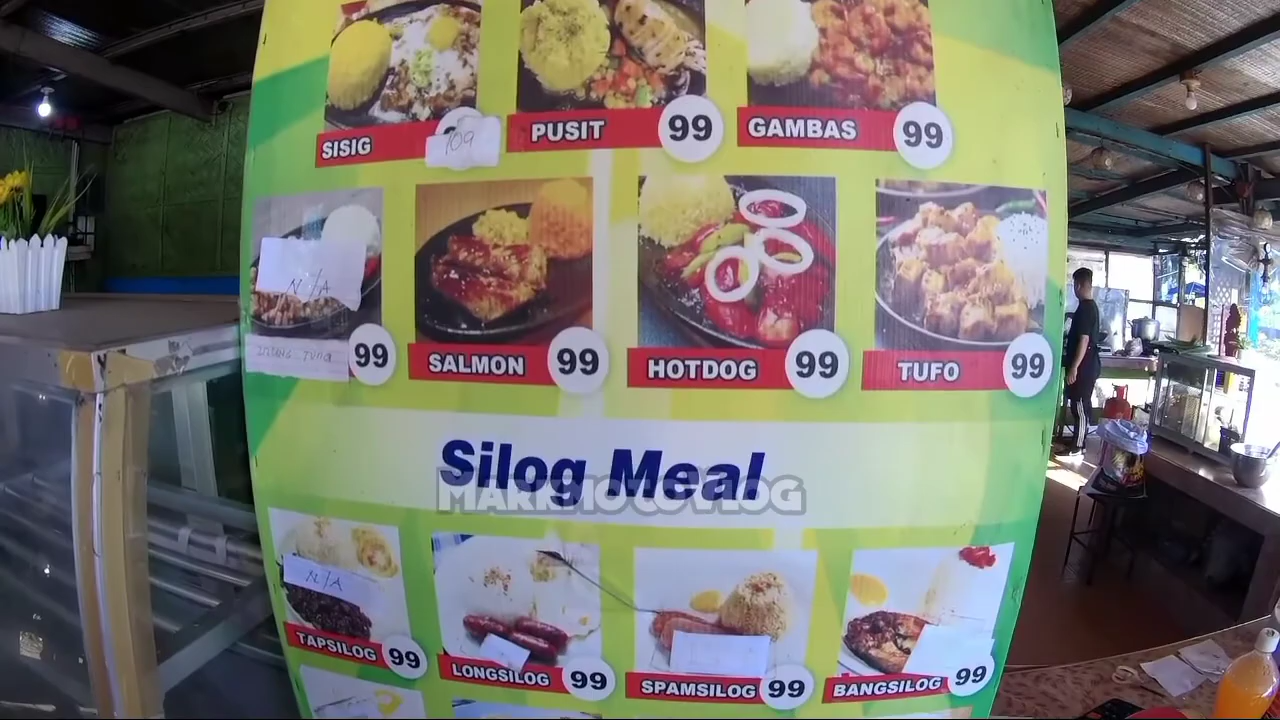 SISIG 109
PUSIT 99
GAMBAS 99
N/A
99
SALMON 99
HOTDOG 99
TUFO 99
Silog Meal
MARKMOTOVLOG
N/A
TAPSILOG 99
LONGSILOG 99
SPAMSILOG 99
BANGSILOG 99